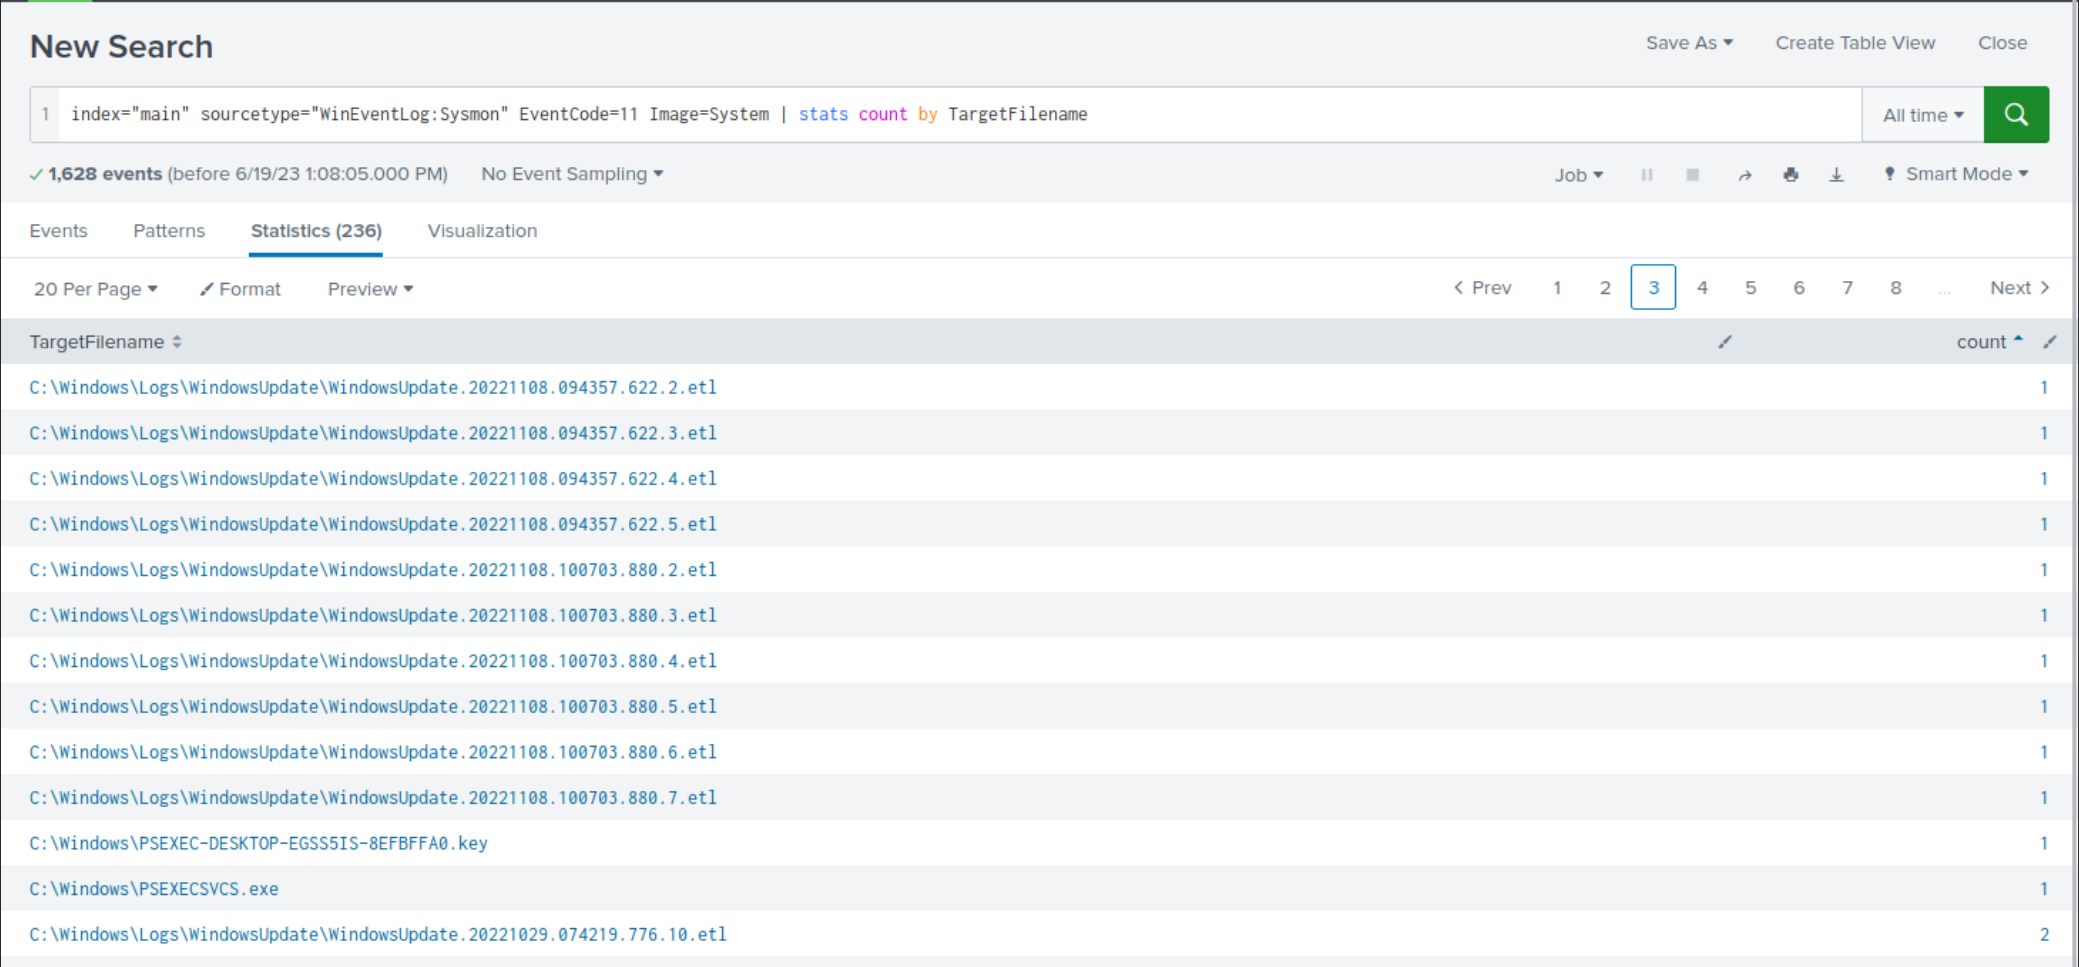 New Search
Save As Create Table View Close
1 index="main" sourcetype="WinEventLog:Sysmon" EventCode=11 Image=System | stats count by TargetFilename All time
1,628 events (before 6/19/23 1:08:05.000 PM) No Event Sampling Job Smart Mode
Events Patterns Statistics (236) Visualization
20 Per Page Format Preview Prev 1 2 3 4 5 6 7 8 ... Next
TargetFilename count
C:\Windows\Logs\WindowsUpdate\WindowsUpdate.20221108.094357.622.2.etl 1
C:\Windows\Logs\WindowsUpdate\WindowsUpdate.20221108.094357.622.3.etl 1
C:\Windows\Logs\WindowsUpdate\WindowsUpdate.20221108.094357.622.4.etl 1
C:\Windows\Logs\WindowsUpdate\WindowsUpdate.20221108.094357.622.5.etl 1
C:\Windows\Logs\WindowsUpdate\WindowsUpdate.20221108.100703.880.2.etl 1
C:\Windows\Logs\WindowsUpdate\WindowsUpdate.20221108.100703.880.3.etl 1
C:\Windows\Logs\WindowsUpdate\WindowsUpdate.20221108.100703.880.4.etl 1
C:\Windows\Logs\WindowsUpdate\WindowsUpdate.20221108.100703.880.5.etl 1
C:\Windows\Logs\WindowsUpdate\WindowsUpdate.20221108.100703.880.6.etl 1
C:\Windows\Logs\WindowsUpdate\WindowsUpdate.20221108.100703.880.7.etl 1
C:\Windows\PSEXEC-DESKTOP-EGSS5IS-8EFBFFA0.key 1
C:\Windows\PSEXECSVCS.exe 1
C:\Windows\Logs\WindowsUpdate\WindowsUpdate.20221029.074219.776.10.etl 2